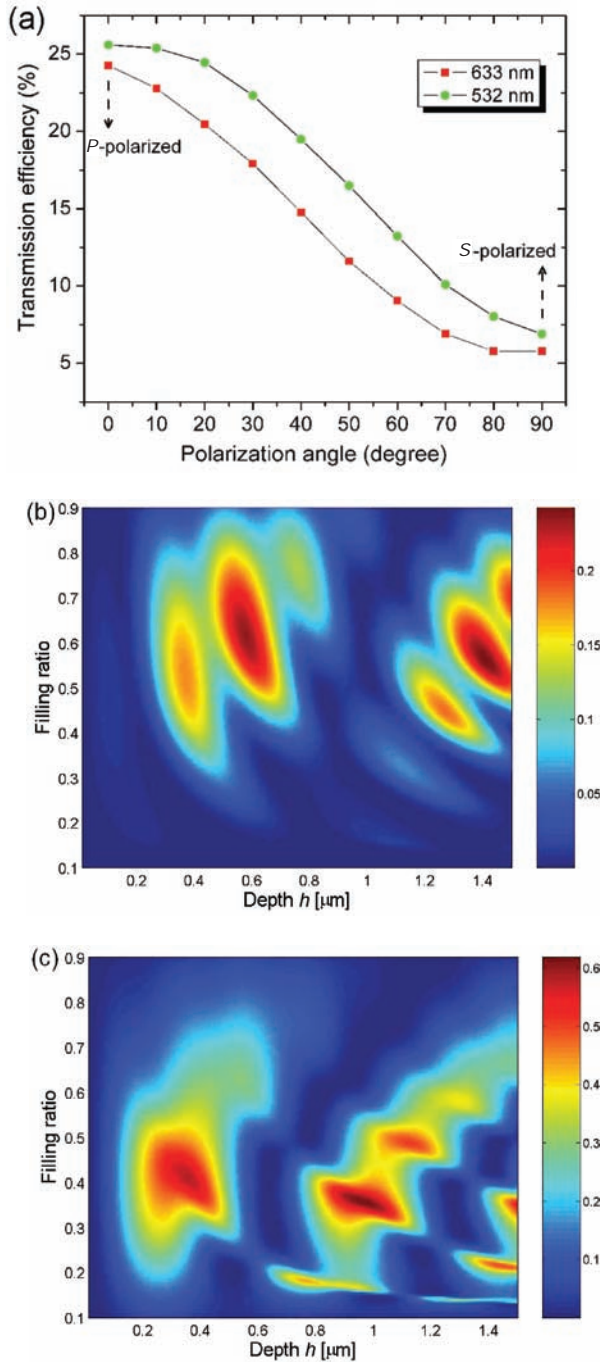 (a)
25
20
15
10
5
Transmission efficiency (%)
633 nm
532 nm
P-polarized
S-polarized
0 10 20 30 40 50 60 70 80 90
Polarization angle (degree)
(b)
0.9
0.8
0.7
0.6
0.5
0.4
0.3
0.2
0.1
Filling ratio
0.2 0.4 0.6 0.8 1 1.2 1.4
Depth h [μm]
0.2
0.15
0.1
0.05
(c)
0.9
0.8
0.7
0.6
0.5
0.4
0.3
0.2
0.1
Filling ratio
0.2 0.4 0.6 0.8 1 1.2 1.4
Depth h [μm]
0.6
0.5
0.4
0.3
0.2
0.1